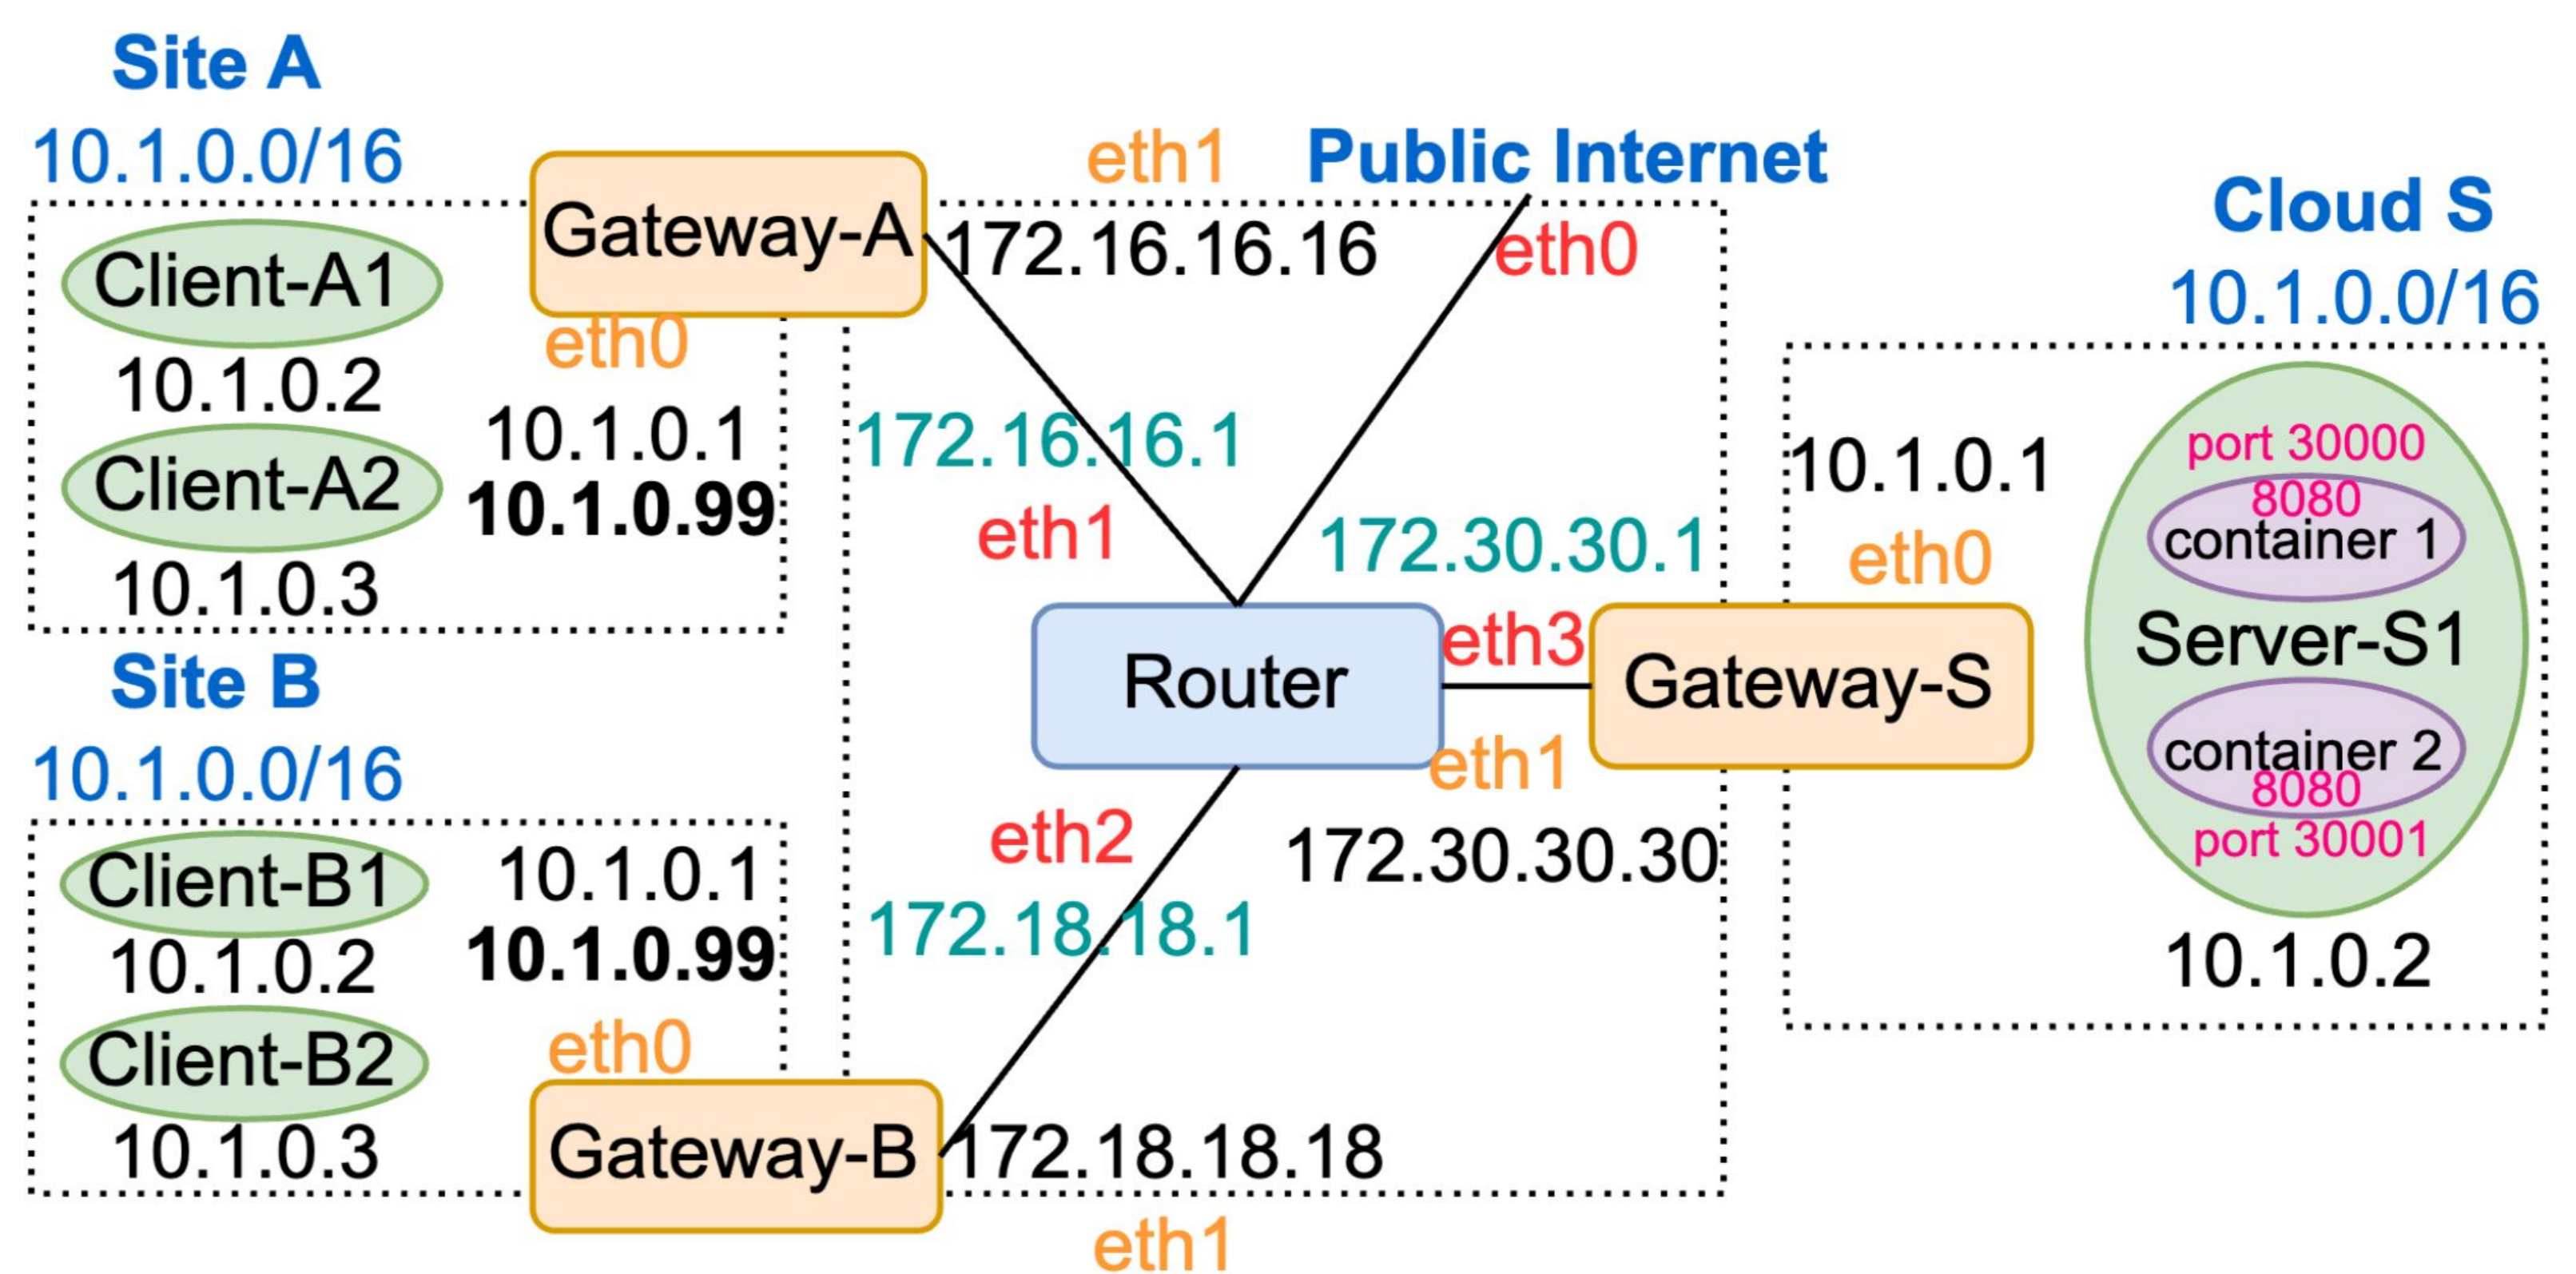 Site A
10.1.0.0/16
Client-A1
10.1.0.2
Client-A2
10.1.0.3
Gateway-A
eth0
10.1.0.1
10.1.0.99
eth1
172.16.16.16
Public Internet
eth0
172.16.16.1
eth1
172.30.30.1
Router
eth3
Gateway-S
eth1
172.30.30.30
eth2
172.18.18.1
Site B
10.1.0.0/16
Client-B1
10.1.0.2
Client-B2
10.1.0.3
10.1.0.1
10.1.0.99
eth0
Gateway-B
172.18.18.18
eth1
Cloud S
10.1.0.0/16
10.1.0.1
eth0
port 30000
8080
container 1
Server-S1
container 2
8080
port 30001
10.1.0.2